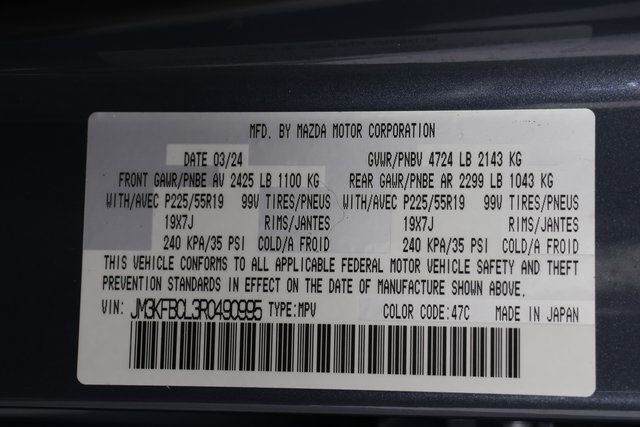 MFD. BY MAZDA MOTOR CORPORATION
DATE 03/24 GVWR/PNBV 4724 LB 2143 KG
FRONT GAWR/PNBE AV 2425 LB 1100 KG REAR GAWR/PNBE AR 2299 LB 1043 KG
WITH/AVEC P225/55R19 99V TIRES/PNEUS WITH/AVEC P225/55R19 99V TIRES/PNEUS
19X7J RIMS/JANTES 19X7J RIMS/JANTES
240 KPA/35 PSI COLD/A FROID 240 KPA/35 PSI COLD/A FROID
THIS VEHICLE CONFORMS TO ALL APPLICABLE FEDERAL MOTOR VEHICLE SAFETY AND THEFT
PREVENTION STANDARDS IN EFFECT ON THE DATE OF MANUFACTURE SHOWN ABOVE.
VIN: JM3KFBCL3R0490995 TYPE:MPV COLOR CODE:47C MADE IN JAPAN